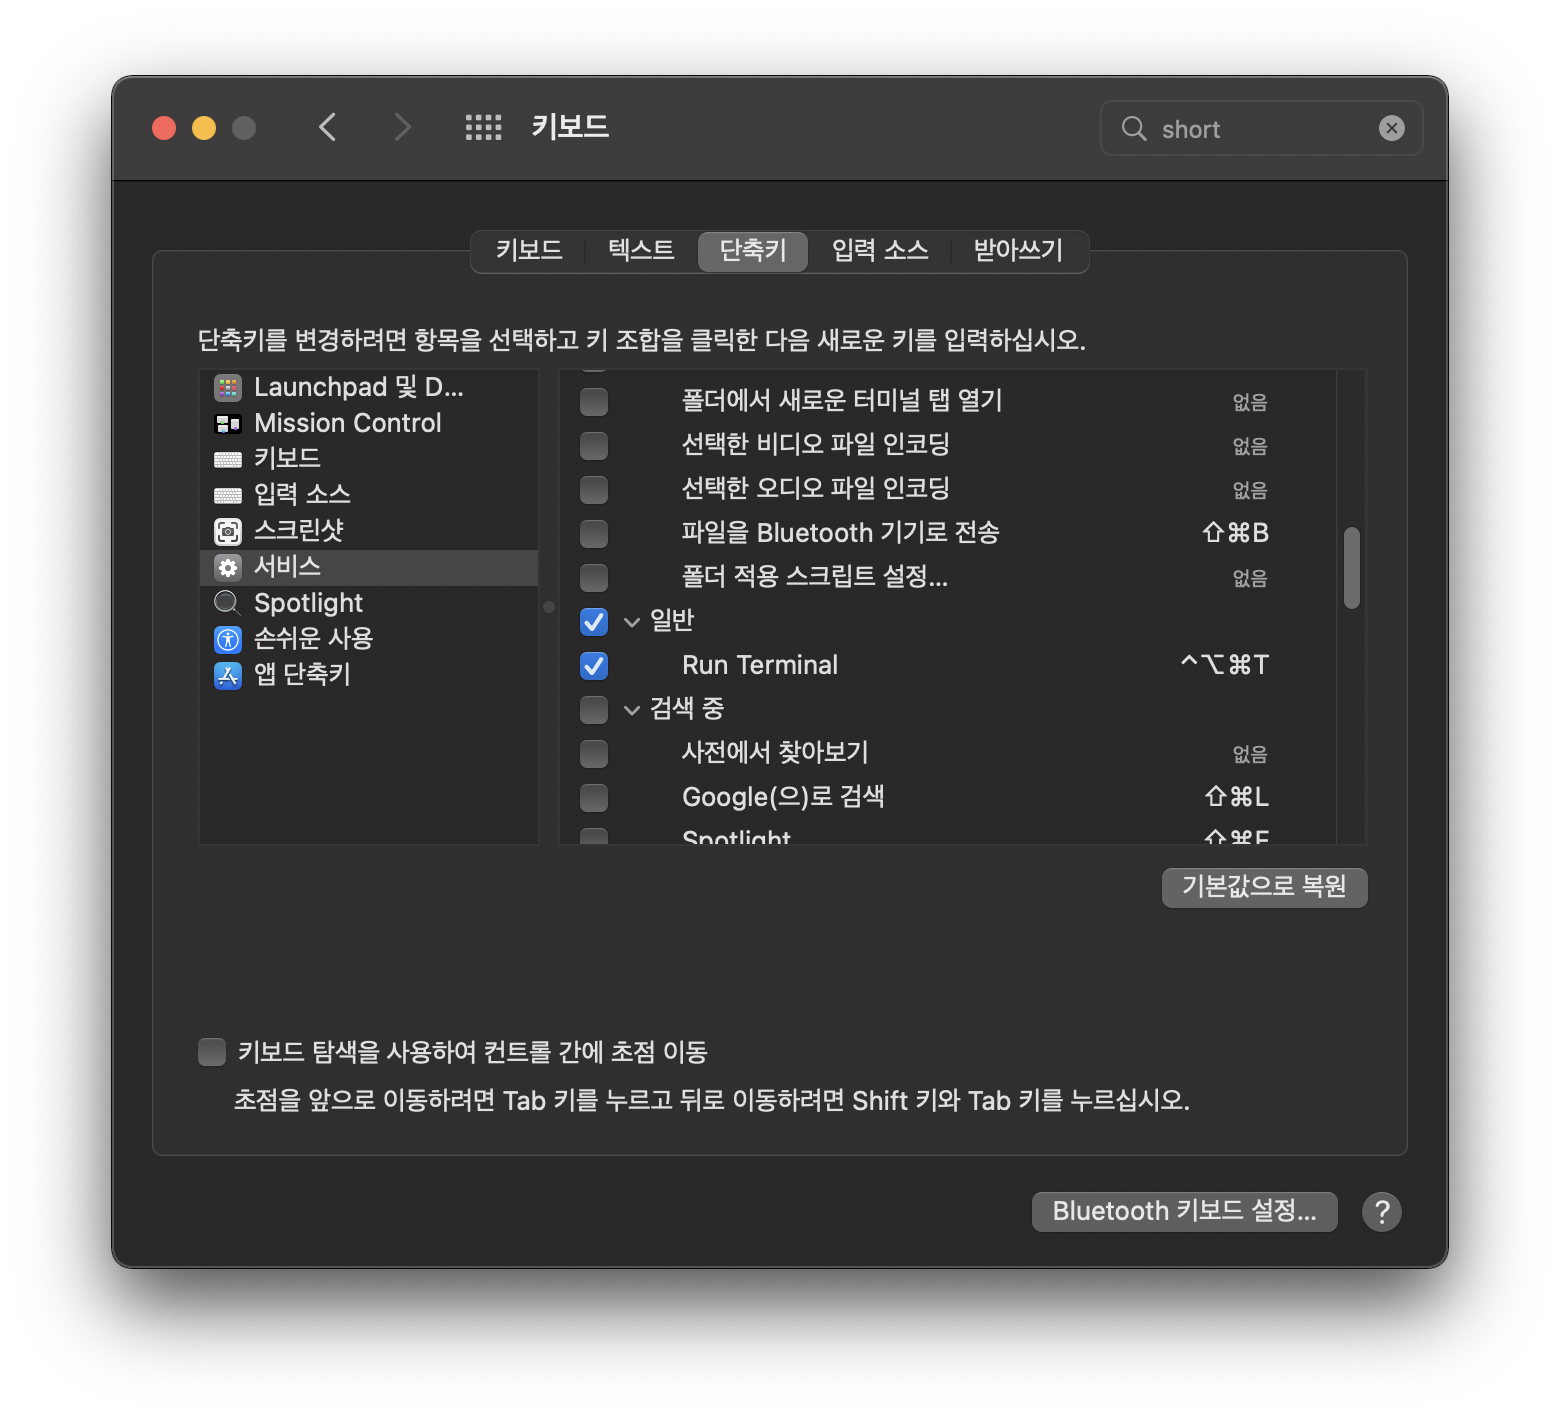 키보드
short
키보드 텍스트 단축키 입력 소스 받아쓰기
단축키를 변경하려면 항목을 선택하고 키 조합을 클릭한 다음 새로운 키를 입력하십시오.
Launchpad 및 D...
Mission Control
키보드
입력 소스
스크린샷
서비스
Spotlight
손쉬운 사용
앱 단축키
폴더에서 새로운 터미널 탭 열기 없음
선택한 비디오 파일 인코딩 없음
선택한 오디오 파일 인코딩 없음
파일을 Bluetooth 기기로 전송 ⇧⌘B
폴더 적용 스크립트 설정... 없음
일반
Run Terminal ^⌥⌘T
검색 중
사전에서 찾아보기 없음
Google(으)로 검색 ⇧⌘L
Spotlight ⇧⌘F
기본값으로 복원
키보드 탐색을 사용하여 컨트롤 간에 초점 이동
초점을 앞으로 이동하려면 Tab 키를 누르고 뒤로 이동하려면 Shift 키와 Tab 키를 누르십시오.
Bluetooth 키보드 설정... ?